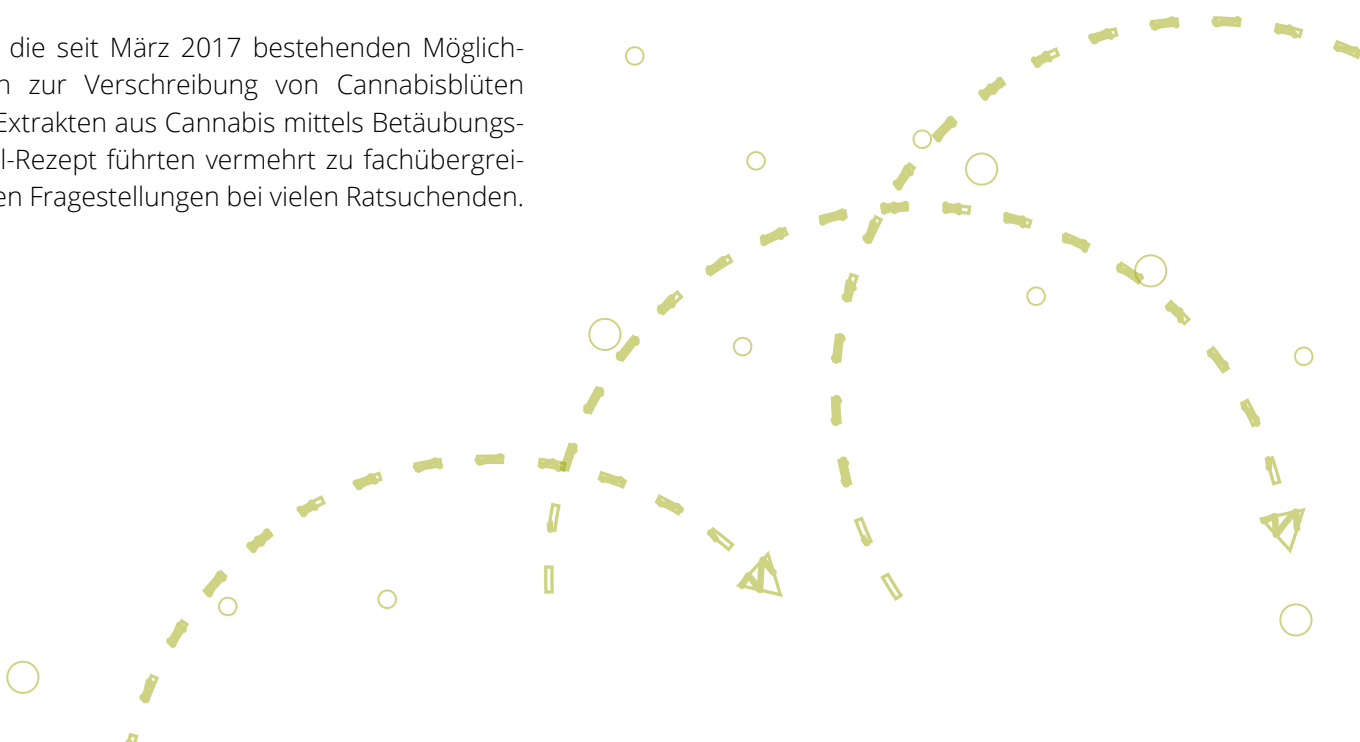 die seit März 2017 bestehenden Möglich-
n zur Verschreibung von Cannabisblüten
Extrakten aus Cannabis mittels Betäubungs-
l-Rezept führten vermehrt zu fachübergrei-
en Fragestellungen bei vielen Ratsuchenden.